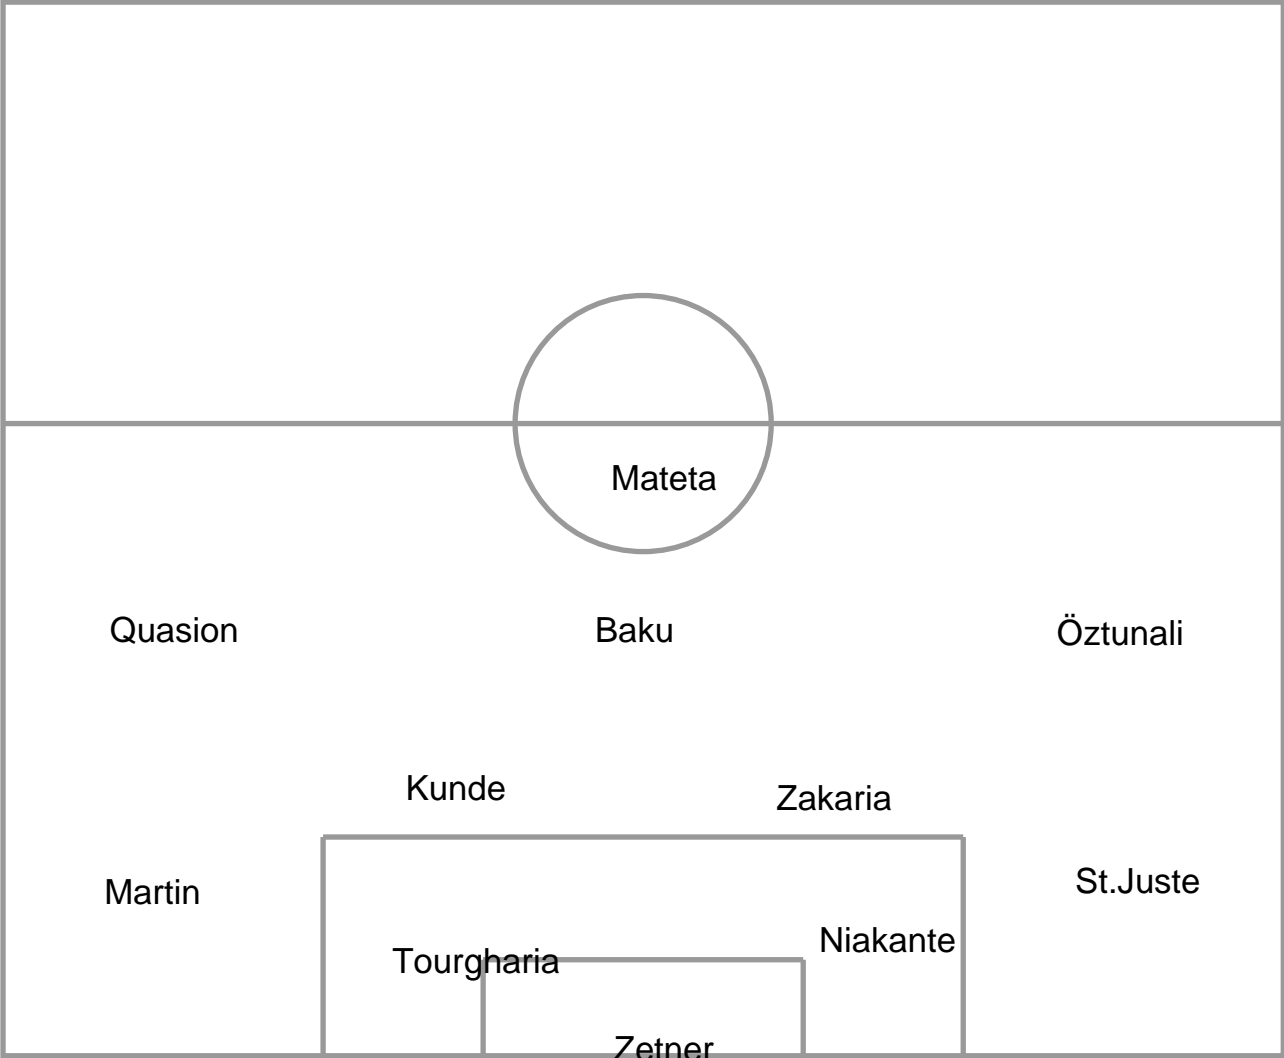 Mateta
Quasion
Baku
Öztunali
Kunde
Zakaria
Martin
St.Juste
Tourgharia
Niakante
Zetner